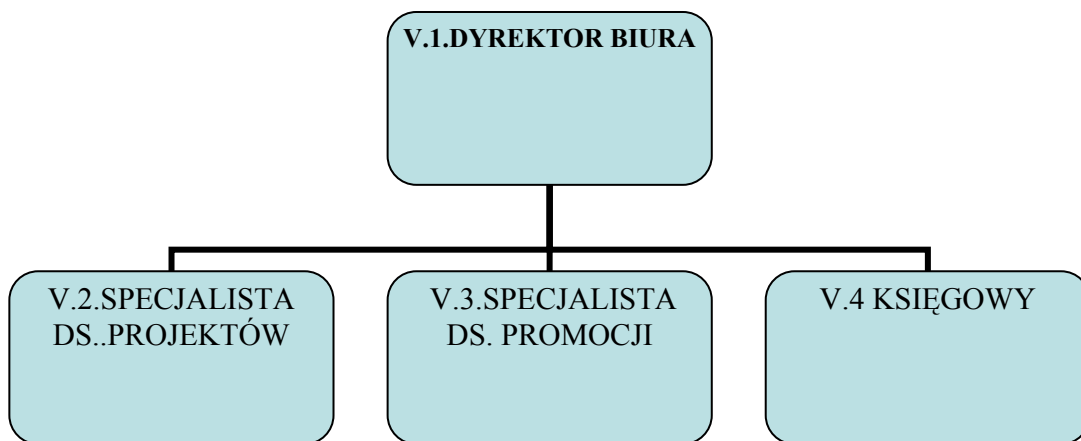 V.1.DYREKTOR BIURA
V.2.SPECJALISTA
DS..PROJEKTÓW
V.3.SPECJALISTA
DS. PROMOCJI
V.4 KSIĘGOWY